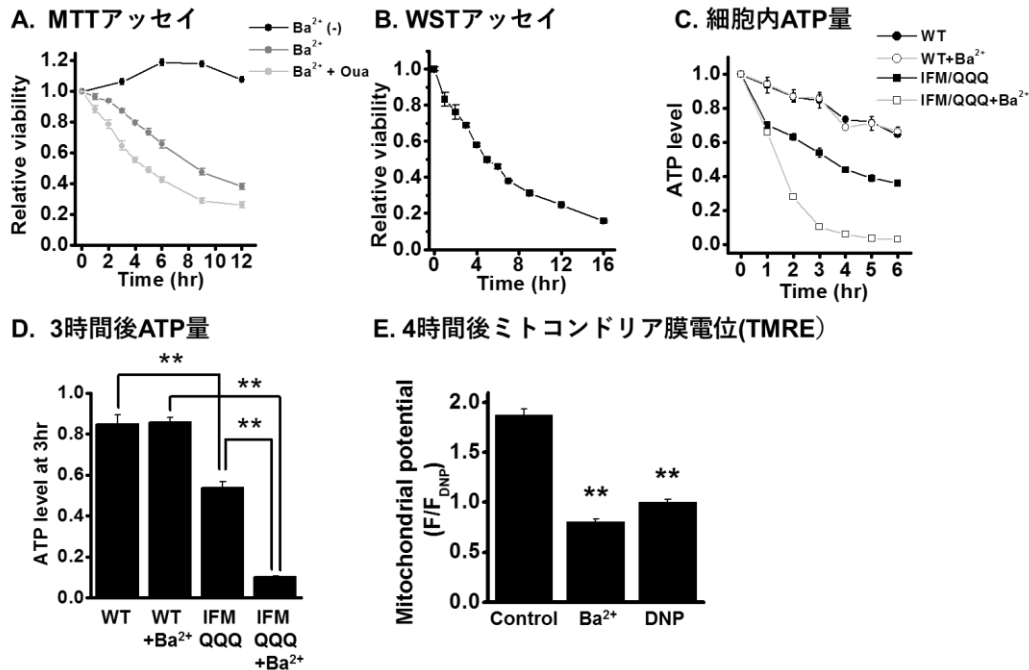 A. MTTアッセイ
Ba²⁺ (-)
Ba²⁺
Ba²⁺ + Oua
Relative viability
1.2
1.0
0.8
0.6
0.4
0.2
0.0
0 2 4 6 8 10 12
Time (hr)
B. WSTアッセイ
Relative viability
1.0
0.8
0.6
0.4
0.2
0.0
0 4 8 12 16
Time (hr)
C. 細胞内ATP量
WT
WT+Ba²⁺
IFM/QQQ
IFM/QQQ+Ba²⁺
ATP level
1.0
0.8
0.6
0.4
0.2
0.0
0 1 2 3 4 5 6
Time (hr)
D. 3時間後ATP量
** 
**
**
ATP level at 3hr
1.0
0.8
0.6
0.4
0.2
0.0
WT WT IFM IFM
+Ba²⁺ QQQ QQQ
+Ba²⁺
E. 4時間後ミトコンドリア膜電位(TMRE）
Mitochondrial potential
(F/F_DNP)
2.0
1.5
1.0
0.5
0.0
** **
Control Ba²⁺ DNP